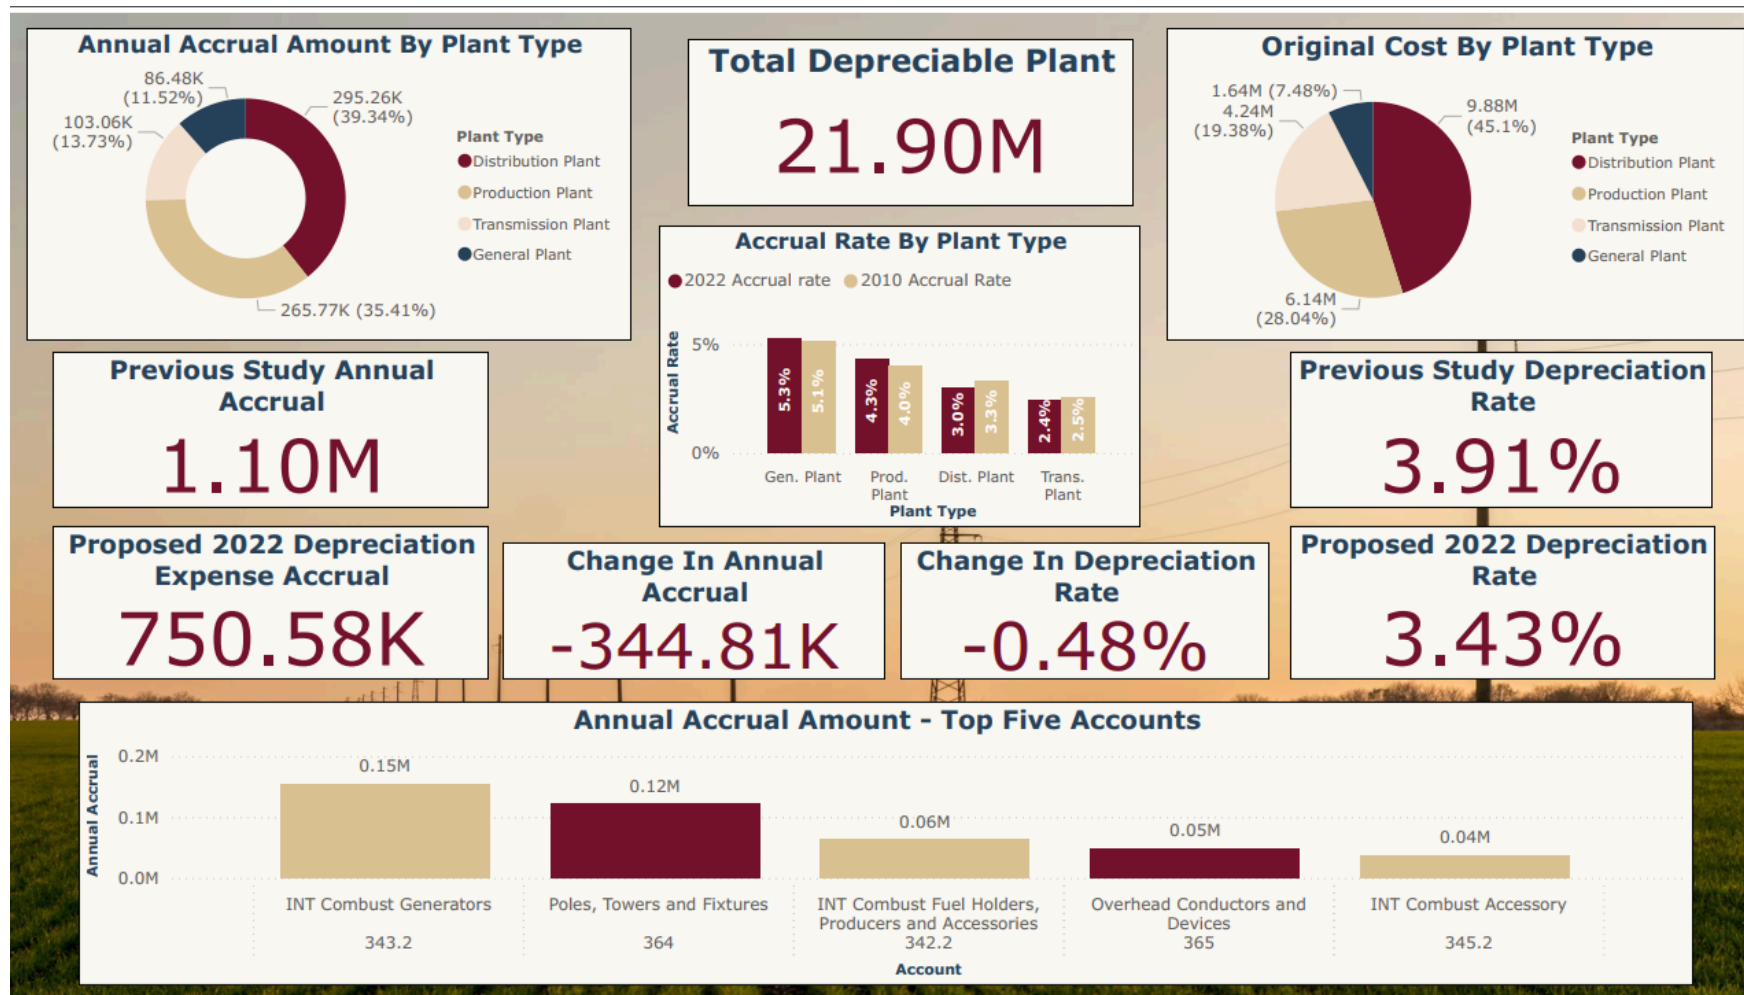 Annual Accrual Amount By Plant Type
86.48K
(11.52%)
295.26K
(39.34%)
103.06K
(13.73%)
265.77K (35.41%)
Plant Type
Distribution Plant
Production Plant
Transmission Plant
General Plant
Total Depreciable Plant
21.90M
Original Cost By Plant Type
1.64M (7.48%)
4.24M
(19.38%)
9.88M
(45.1%)
6.14M
(28.04%)
Plant Type
Distribution Plant
Production Plant
Transmission Plant
General Plant
Accrual Rate By Plant Type
2022 Accrual rate
2010 Accrual Rate
Accrual Rate
5%
0%
5.3%
5.1%
4.3%
4.0%
3.0%
3.3%
2.4%
2.5%
Gen. Plant
Prod.
Plant
Dist. Plant
Trans.
Plant
Plant Type
Previous Study Annual
Accrual
1.10M
Previous Study Depreciation
Rate
3.91%
Proposed 2022 Depreciation
Expense Accrual
750.58K
Change In Annual
Accrual
-344.81K
Change In Depreciation
Rate
-0.48%
Proposed 2022 Depreciation
Rate
3.43%
Annual Accrual Amount - Top Five Accounts
Annual Accrual
0.2M
0.1M
0.0M
0.15M
0.12M
0.06M
0.05M
0.04M
INT Combust Generators
343.2
Poles, Towers and Fixtures
364
INT Combust Fuel Holders,
Producers and Accessories
342.2
Overhead Conductors and
Devices
365
INT Combust Accessory
345.2
Account